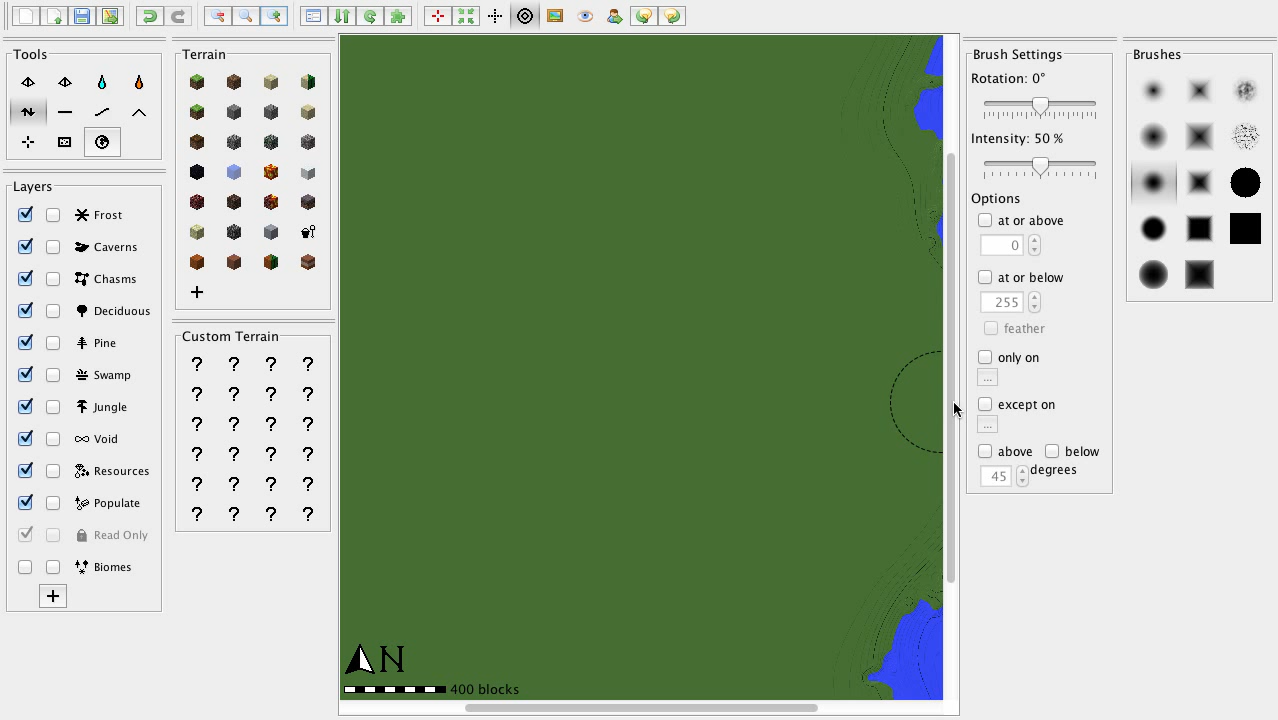 Tools
Layers
Frost
Caverns
Chasms
Deciduous
Pine
Swamp
Jungle
Void
Resources
Populate
Read Only
Biomes
+
Terrain
+
Custom Terrain
? ? ? ?
? ? ? ?
? ? ? ?
? ? ? ?
? ? ? ?
? ? ? ?
N
400 blocks
Brush Settings
Rotation: 0°
Intensity: 50 %
Options
at or above
0
at or below
255
feather
only on
...
except on
...
above below
45 degrees
Brushes